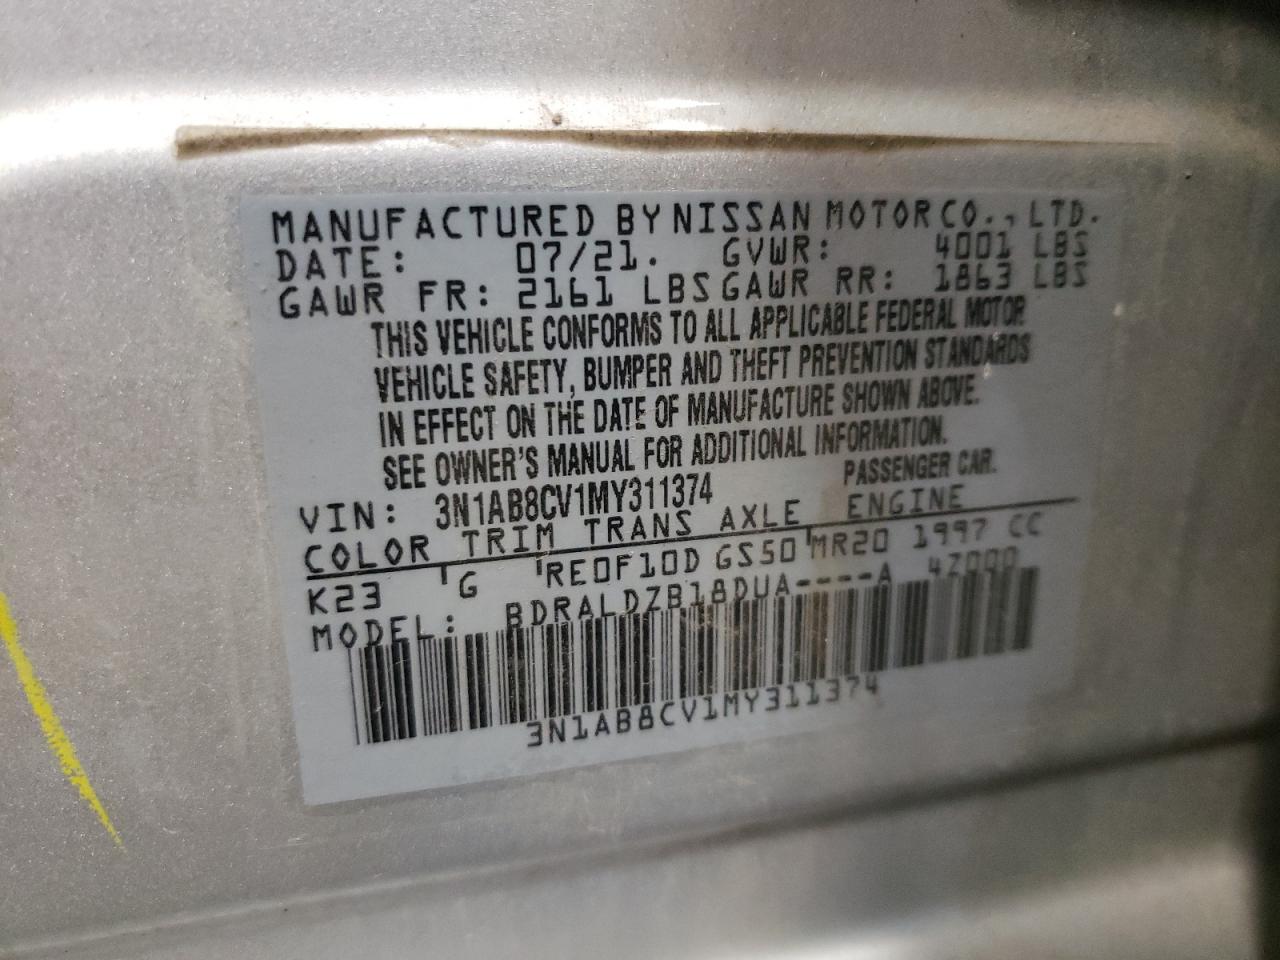 MANUFACTURED BY NISSAN MOTOR CO., LTD.
DATE: 07/21. GVWR: 4001 LBS
GAWR FR: 2161 LBS GAWR RR: 1863 LBS
THIS VEHICLE CONFORMS TO ALL APPLICABLE FEDERAL MOTOR
VEHICLE SAFETY, BUMPER AND THEFT PREVENTION STANDARDS
IN EFFECT ON THE DATE OF MANUFACTURE SHOWN ABOVE.
SEE OWNER'S MANUAL FOR ADDITIONAL INFORMATION.
PASSENGER CAR.
VIN: 3N1AB8CV1MY311374
COLOR TRIM TRANS AXLE ENGINE
K23 G RE0F10D GS50 MR20 1997 CC
MODEL: BDRALDZB18DUA----A 4Z000
3N1AB8CV1MY311374